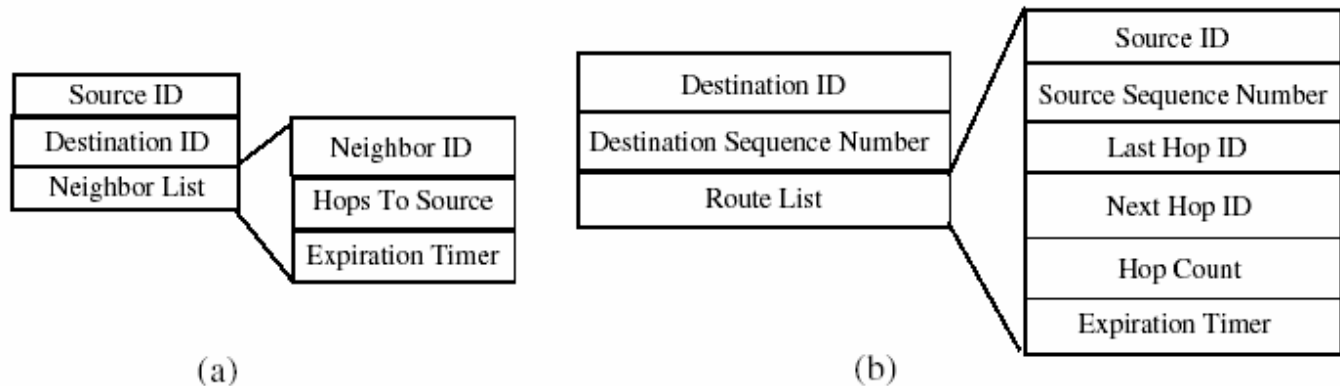 Source ID
Destination ID
Neighbor List
Neighbor ID
Hops To Source
Expiration Timer
(a)
Destination ID
Destination Sequence Number
Route List
Source ID
Source Sequence Number
Last Hop ID
Next Hop ID
Hop Count
Expiration Timer
(b)